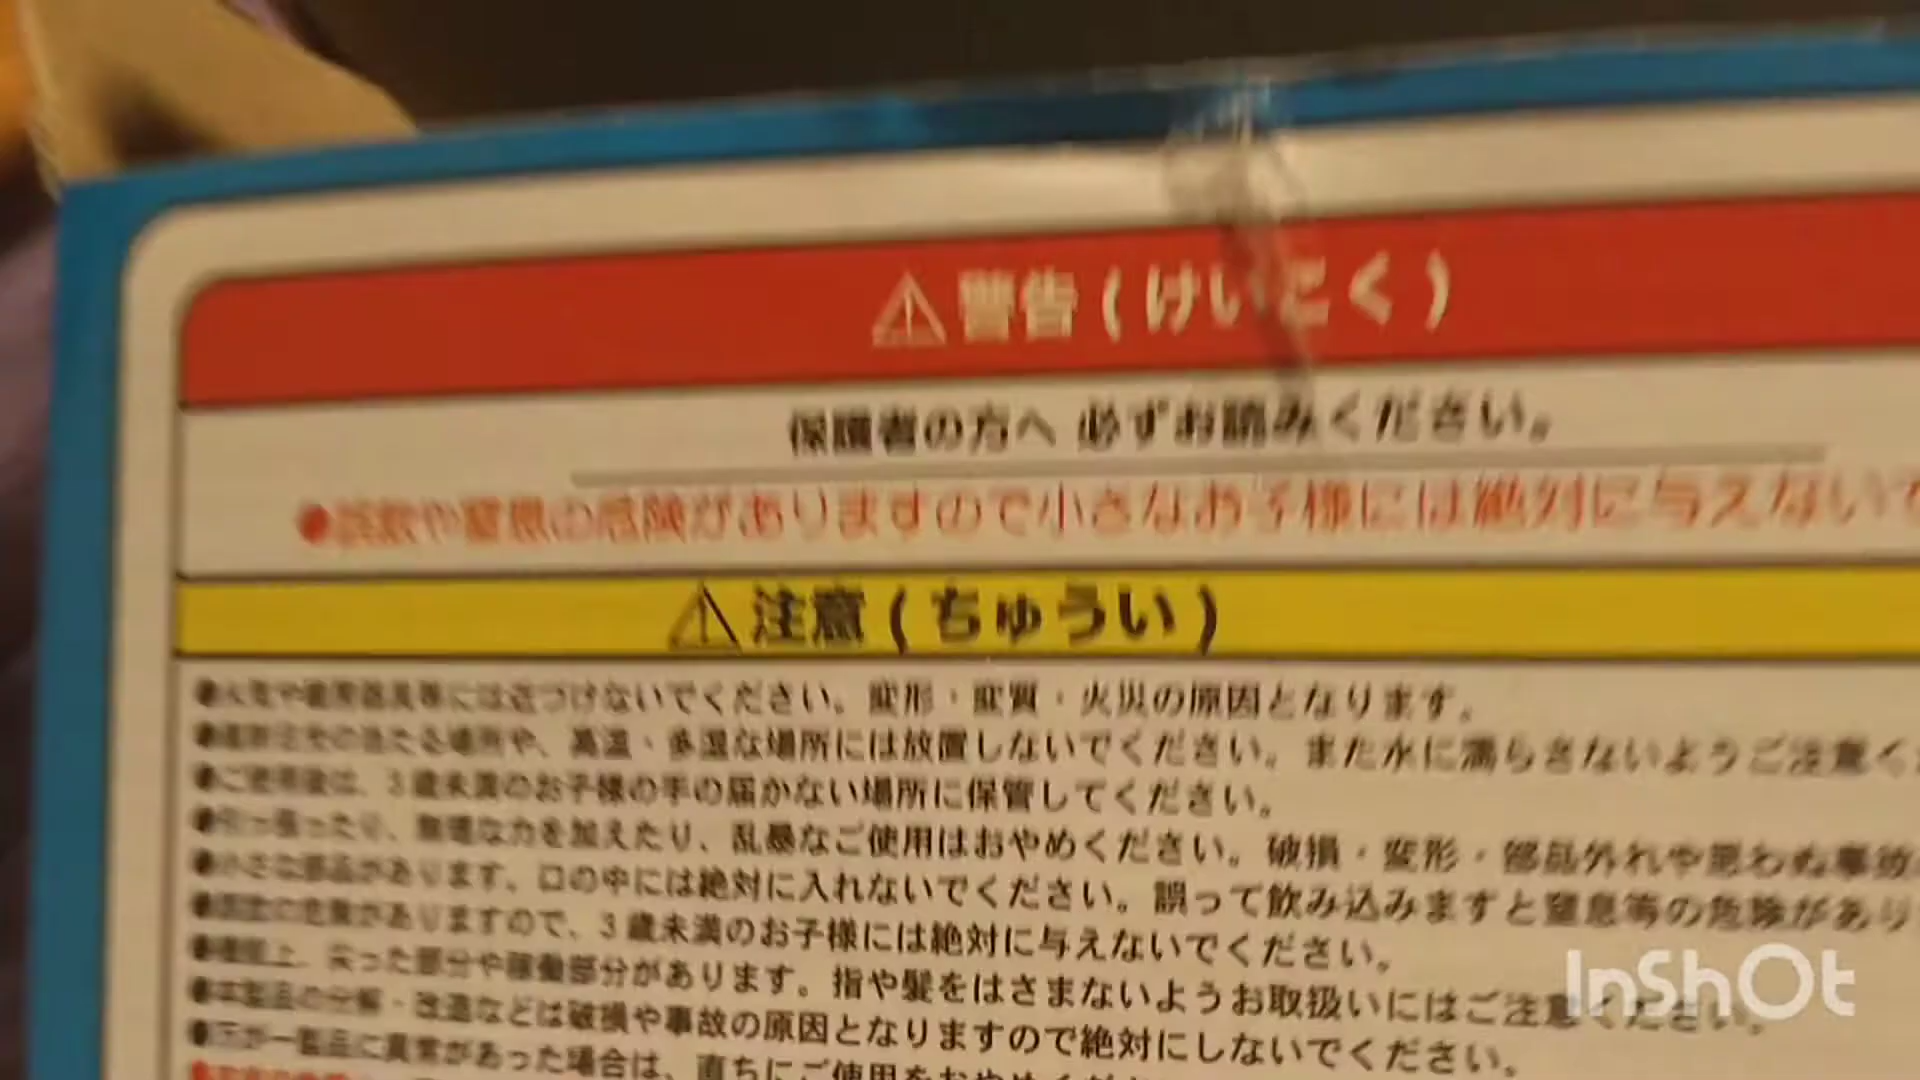 ⚠警告(けいこく)
保護者の方へ 必ずお読みください。
●誤飲や窒息の危険がありますので小さなお子様には絶対に与えないで
⚠注意(ちゅうい)
●火気や暖房器具等には近づけないでください。変形・変質・火災の原因となります。
●直射日光の当たる場所や、高温・多湿な場所には放置しないでください。また水に濡らさないようご注意く
●ご使用後は、3歳未満のお子様の手の届かない場所に保管してください。
●引っ張ったり、無理な力を加えたり、乱暴なご使用はおやめください。破損・変形・部品外れや思わぬ事故
●小さな部品があります。口の中には絶対に入れないでください。誤って飲み込みますと窒息等の危険があり
●誤飲の危険がありますので、3歳未満のお子様には絶対に与えないでください。
●機能上、尖った部分や稼働部分があります。指や髪をはさまないようお取扱いにはご注意ください。
●本製品の分解・改造などは破損や事故の原因となりますので絶対にしないでください。
●万が一製品に異常があった場合は、直ちにご使用をおやめくだ
InShOt